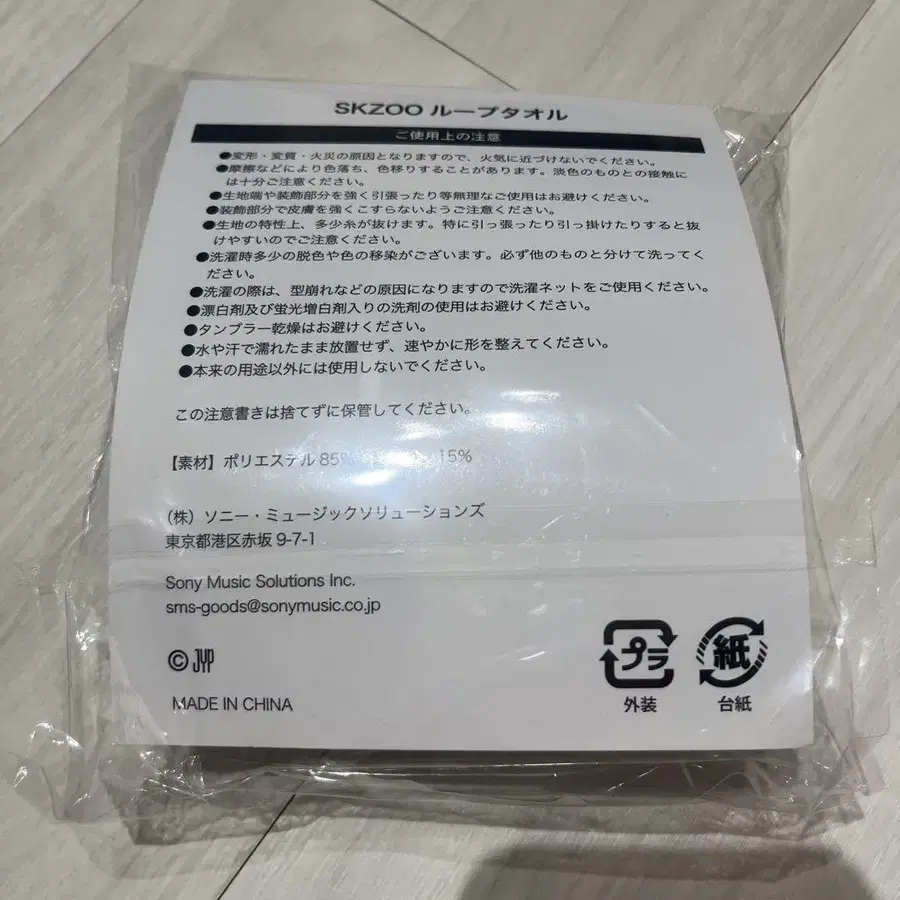 SKZOO ループタオル
ご使用上の注意
●変形・変質・火災の原因となりますので、火気に近づけないでください。
●摩擦などにより色落ち、色移りすることがあります。淡色のものとの接触に
は十分ご注意ください。
●生地端や装飾部分を強く引張ったり等無理なご使用はお避けください。
●装飾部分で皮膚を強くこすらないようご注意ください。
●生地の特性上、多少糸が抜けます。特に引っ張ったり引っ掛けたりすると抜
けやすいのでご注意ください。
●洗濯時多少の脱色や色の移染がございます。必ず他のものと分けて洗ってく
ださい。
●洗濯の際は、型崩れなどの原因になりますので洗濯ネットをご使用ください。
●漂白剤及び蛍光増白剤入りの洗剤の使用はお避けください。
●タンブラー乾燥はお避けください。
●水や汗で濡れたまま放置せず、速やかに形を整えてください。
●本来の用途以外には使用しないでください。
この注意書きは捨てずに保管してください。
【素材】ポリエステル 85% 15%
（株）ソニー・ミュージックソリューションズ
東京都港区赤坂 9-7-1
Sony Music Solutions Inc.
sms-goods@sonymusic.co.jp
© JYP
MADE IN CHINA
プラ
外装
紙
台紙